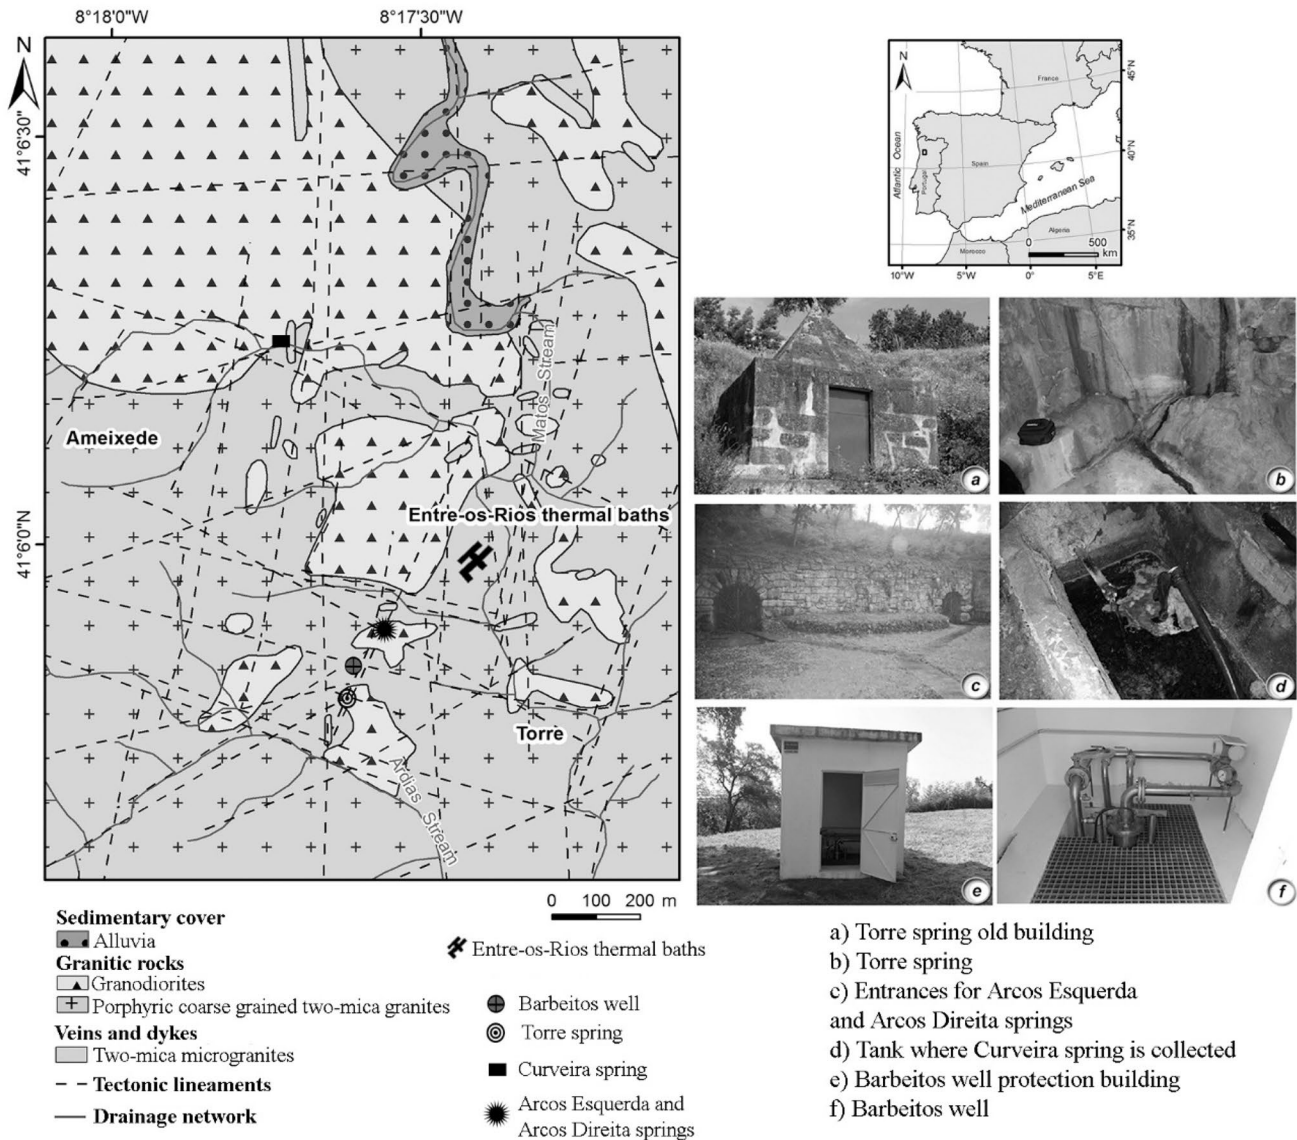 8°18'0"W
8°17'30"W
N
41°6'30"
41°6'0"N
Matos Stream
Ameixede
Entre-os-Rios thermal baths
Torre
Ardias Stream
0 100 200 m
N
France
Spain
Portugal
Atlantic Ocean
Mediterranean Sea
Algeria
Morocco
0 500
km
45°N
40°N
35°N
10°W 5°W 0° 5°E
a
b
c
d
e
f
Sedimentary cover
Alluvia
Granitic rocks
Granodiorites
Porphyric coarse grained two-mica granites
Veins and dykes
Two-mica microgranites
Tectonic lineaments
Drainage network
Entre-os-Rios thermal baths
Barbeitos well
Torre spring
Curveira spring
Arcos Esquerda and
Arcos Direita springs
a) Torre spring old building
b) Torre spring
c) Entrances for Arcos Esquerda
and Arcos Direita springs
d) Tank where Curveira spring is collected
e) Barbeitos well protection building
f) Barbeitos well